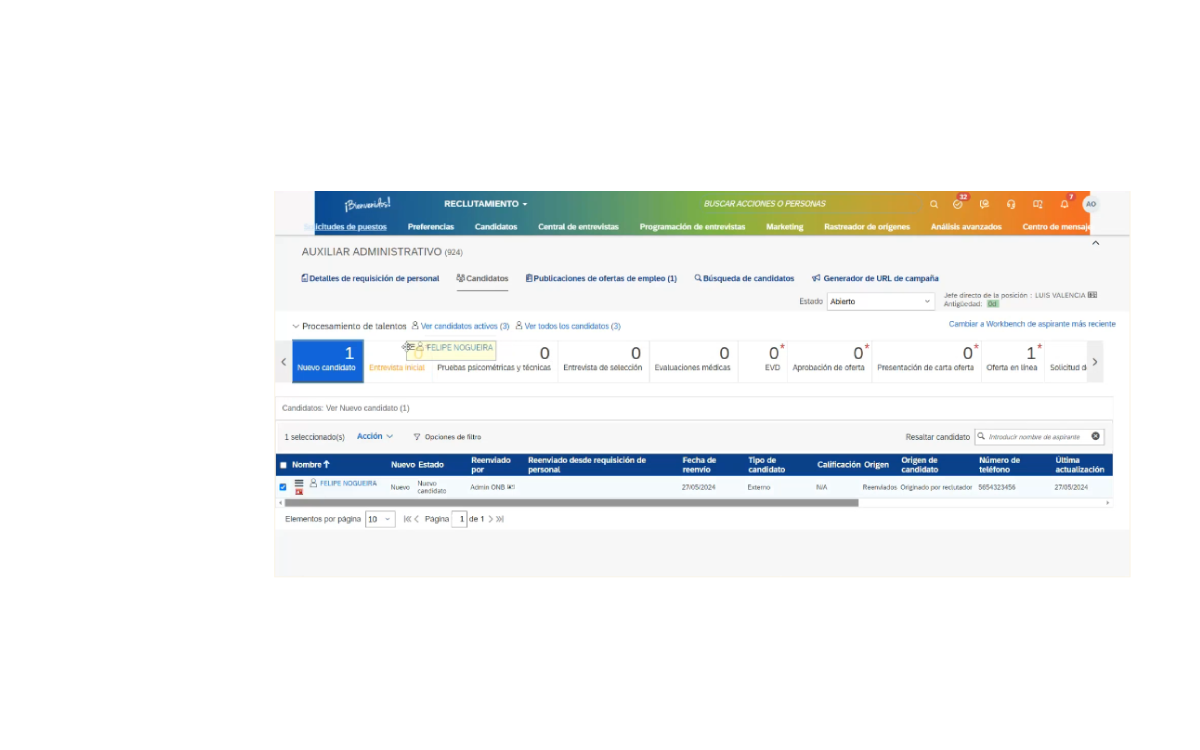 ¡Bienvenidos! RECLUTAMIENTO BUSCAR ACCIONES O PERSONAS 32 7 AO
icitudes de puestos Preferencias Candidatos Central de entrevistas Programación de entrevistas Marketing Rastreador de orígenes Análisis avanzados Centro de mensaje
AUXILIAR ADMINISTRATIVO (924)
Detalles de requisición de personal Candidatos Publicaciones de ofertas de empleo (1) Búsqueda de candidatos Generador de URL de campaña
Estado Abierto Jefe directo de la posición : LUIS VALENCIA
Antigüedad: 0d
Procesamiento de talentos Ver candidatos activos (3) Ver todos los candidatos (3) Cambiar a Workbench de aspirante más reciente
FELIPE NOGUEIRA
1 0 0 0 0 0* 0* 0* 1*
Nuevo candidato Entrevista inicial Pruebas psicométricas y técnicas Entrevista de selección Evaluaciones médicas EVD Aprobación de oferta Presentación de carta oferta Oferta en línea Solicitud d
Candidatos: Ver Nuevo candidato (1)
1 seleccionado(s) Acción Opciones de filtro Resaltar candidato Introducir nombre de aspirante
Nombre Nuevo Estado Reenviado por Reenviado desde requisición de personal Fecha de reenvío Tipo de candidato Calificación Origen Origen de candidato Número de teléfono Última actualización
FELIPE NOGUEIRA Nuevo Nuevo candidato Admin ONB 27/05/2024 Externo N/A Reenviados Originado por reclutador 5654323456 27/05/2024
Elementos por página 10 Página 1 de 1